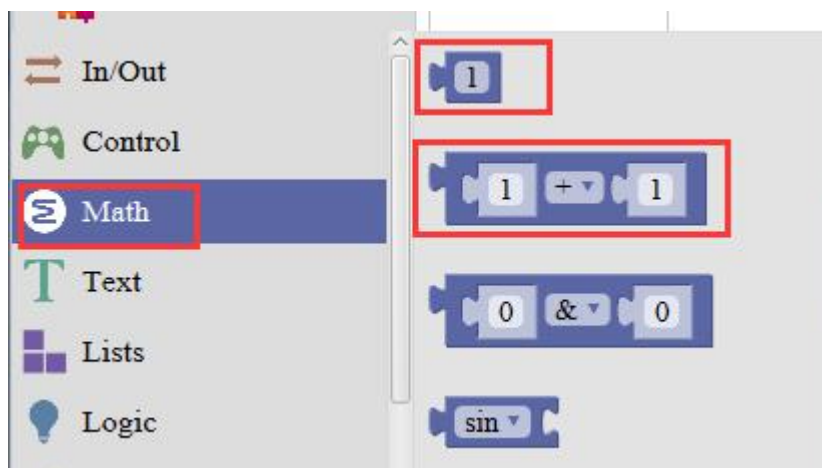 In/Out
Control
Math
Text
Lists
Logic
1
1 + 1
0 & 0
sin